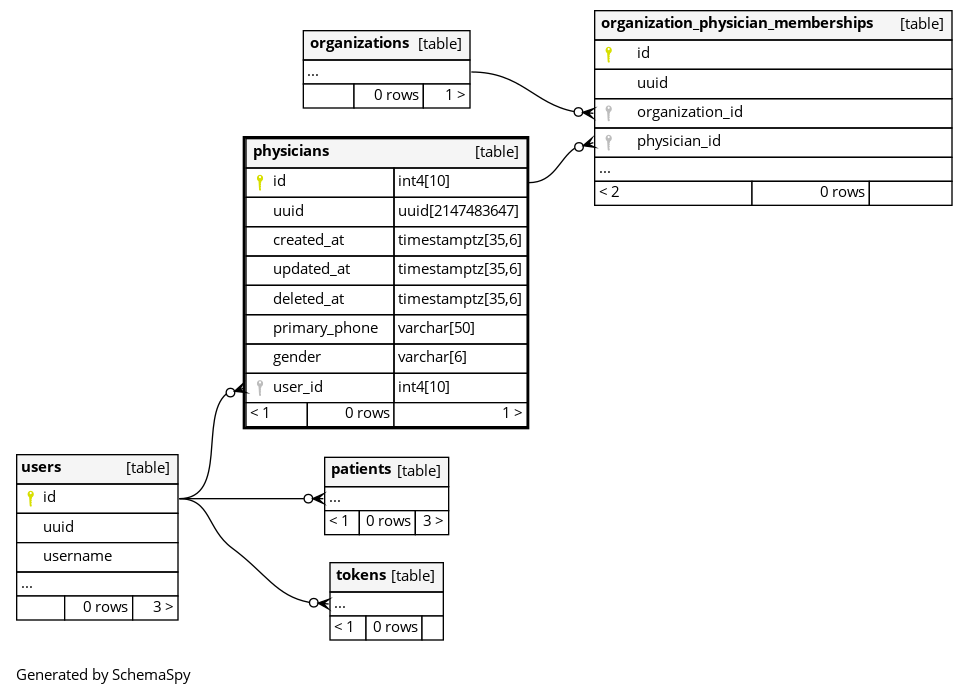 organizations [table]
...
0 rows 1 >
organization_physician_memberships [table]
id
uuid
organization_id
physician_id
...
< 2 0 rows
physicians [table]
id int4[10]
uuid uuid[2147483647]
created_at timestamptz[35,6]
updated_at timestamptz[35,6]
deleted_at timestamptz[35,6]
primary_phone varchar[50]
gender varchar[6]
user_id int4[10]
< 1 0 rows 1 >
users [table]
id
uuid
username
...
0 rows 3 >
patients [table]
...
< 1 0 rows 3 >
tokens [table]
...
< 1 0 rows
Generated by SchemaSpy